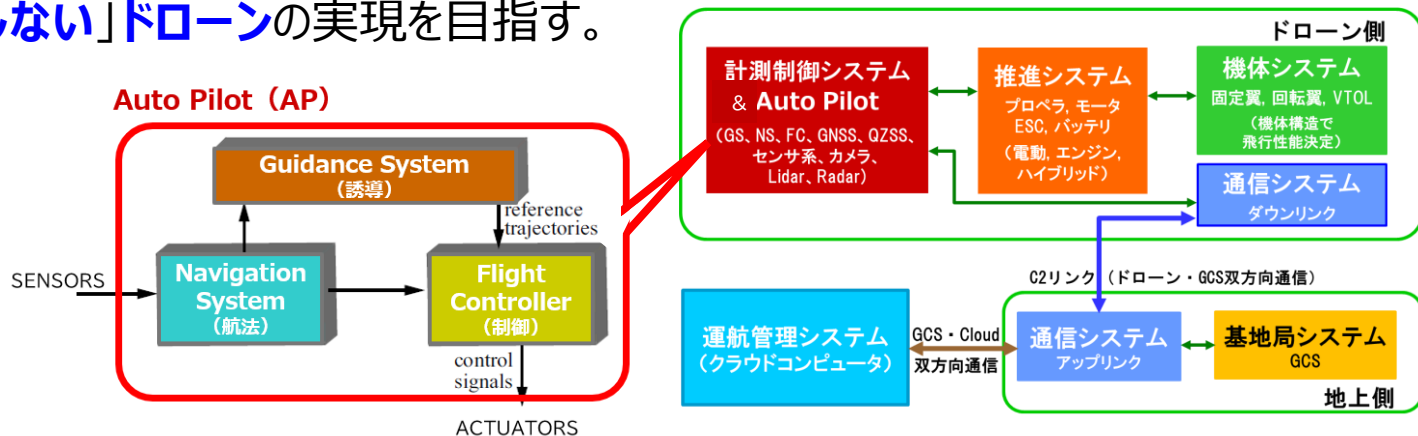 ない」ドローンの実現を目指す。
Auto Pilot（AP）
Guidance System
（誘導）
reference
trajectories
SENSORS
Navigation
System
（航法）
Flight
Controller
（制御）
control
signals
ACTUATORS
ドローン側
計測制御システム
& Auto Pilot
（GS、NS、FC、GNSS、QZSS、
センサ系、カメラ、
Lidar、Radar）
推進システム
プロペラ, モータ
ESC, バッテリ
（電動, エンジン,
ハイブリッド）
機体システム
固定翼, 回転翼, VTOL
（機体構造で
飛行性能決定）
通信システム
ダウンリンク
C2リンク （ドローン・GCS双方向通信）
運航管理システム
（クラウドコンピュータ）
GCS・Cloud
双方向通信
通信システム
アップリンク
基地局システム
GCS
地上側